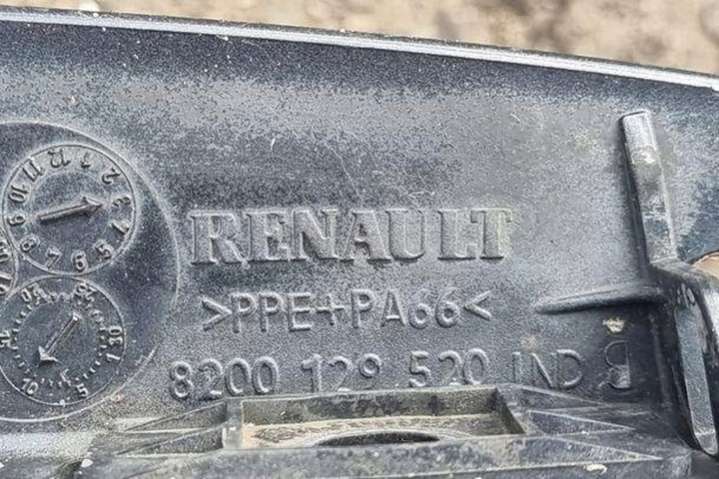 RENAULT
>PPE+PA66<
8200 129 520 IND B